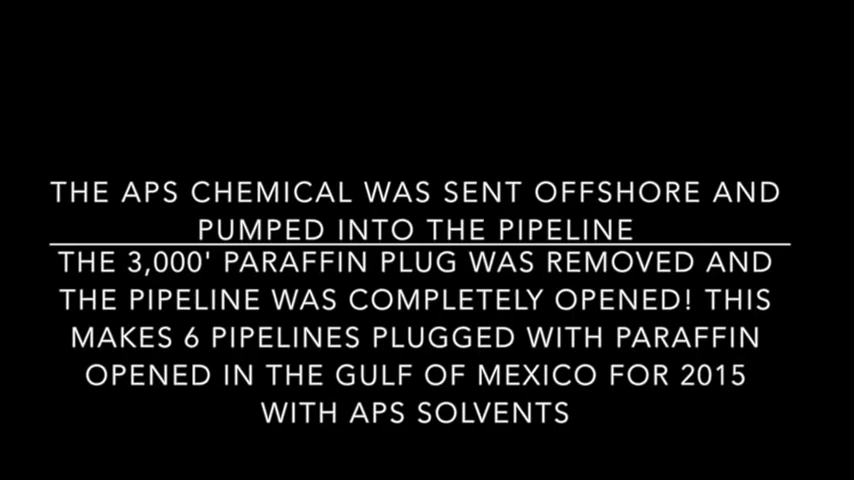 THE APS CHEMICAL WAS SENT OFFSHORE AND
PUMPED INTO THE PIPELINE
THE 3,000' PARAFFIN PLUG WAS REMOVED AND
THE PIPELINE WAS COMPLETELY OPENED! THIS
MAKES 6 PIPELINES PLUGGED WITH PARAFFIN
OPENED IN THE GULF OF MEXICO FOR 2015
WITH APS SOLVENTS